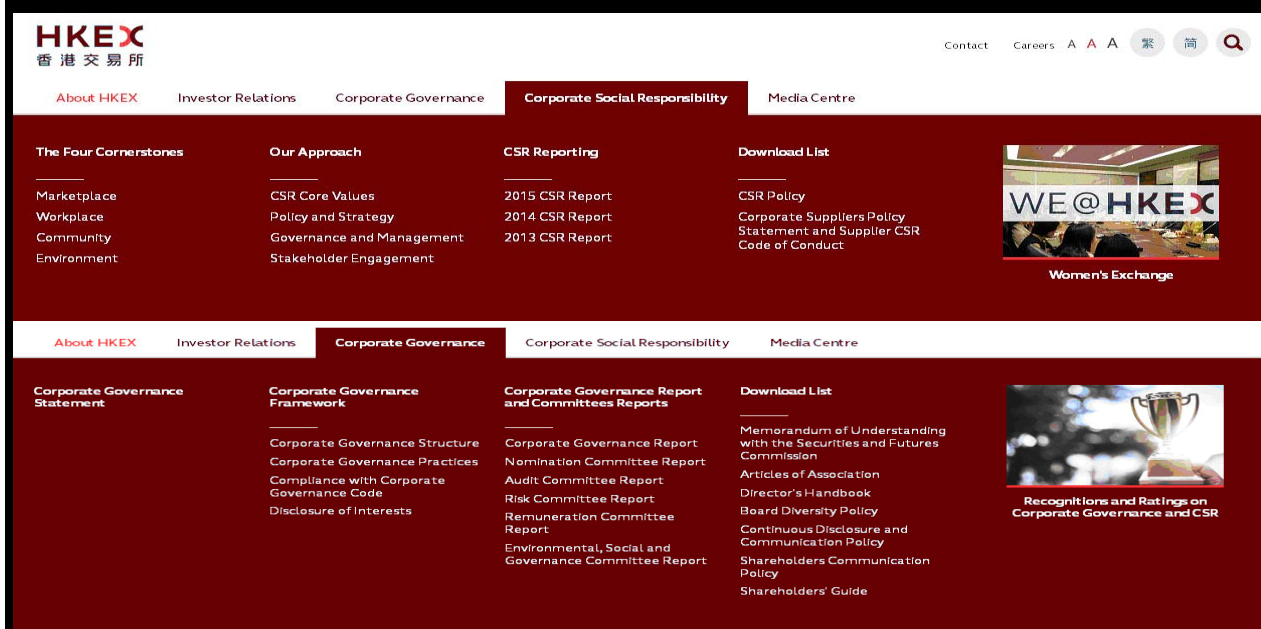 HKEX
香港交易所
Contact Careers A A A 繁 简
About HKEX Investor Relations Corporate Governance Corporate Social Responsibility Media Centre
The Four Cornerstones
Marketplace
Workplace
Community
Environment
Our Approach
CSR Core Values
Policy and Strategy
Governance and Management
Stakeholder Engagement
CSR Reporting
2015 CSR Report
2014 CSR Report
2013 CSR Report
Download List
CSR Policy
Corporate Suppliers Policy
Statement and Supplier CSR
Code of Conduct
WE@HKEX
Women's Exchange
About HKEX Investor Relations Corporate Governance Corporate Social Responsibility Media Centre
Corporate Governance
Statement
Corporate Governance
Framework
Corporate Governance Structure
Corporate Governance Practices
Compliance with Corporate
Governance Code
Disclosure of Interests
Corporate Governance Report
and Committees Reports
Corporate Governance Report
Nomination Committee Report
Audit Committee Report
Risk Committee Report
Remuneration Committee
Report
Environmental, Social and
Governance Committee Report
Download List
Memorandum of Understanding
with the Securities and Futures
Commission
Articles of Association
Director's Handbook
Board Diversity Policy
Continuous Disclosure and
Communication Policy
Shareholders Communication
Policy
Shareholders' Guide
Recognitions and Ratings on
Corporate Governance and CSR